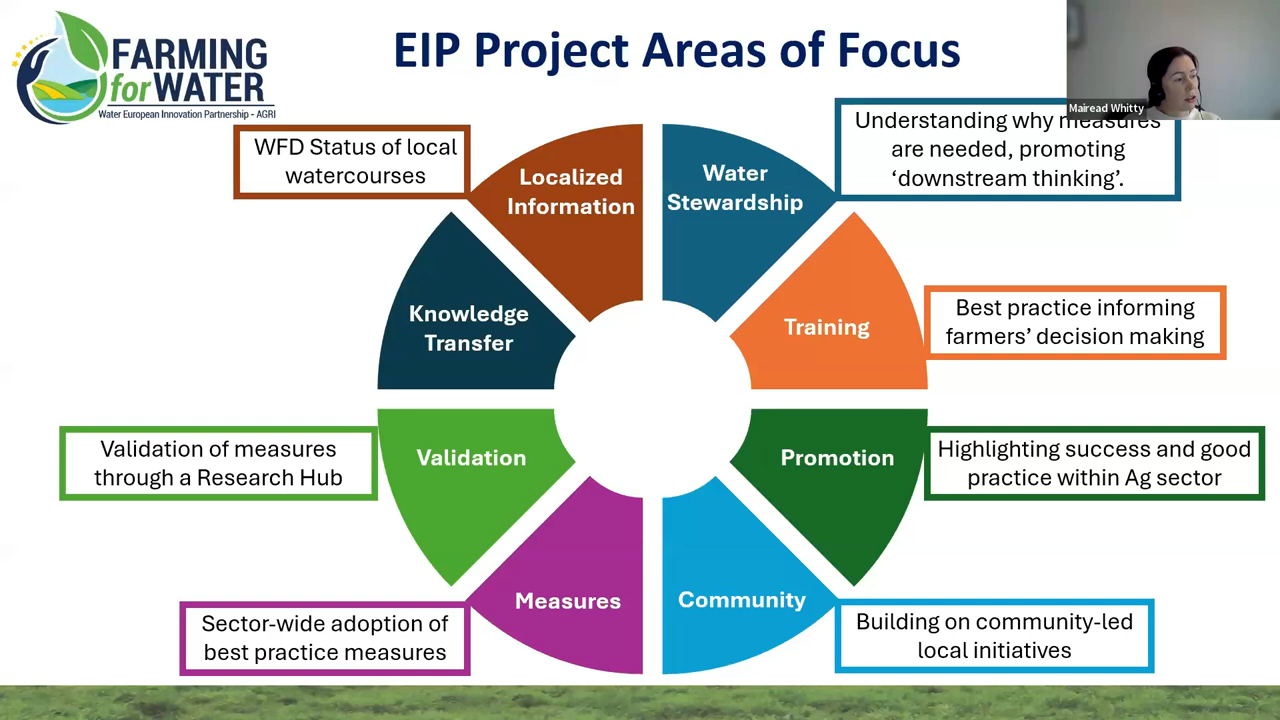 FARMING
for WATER
Water European Innovation Partnership - AGRI
EIP Project Areas of Focus
Mairead Whitty
WFD Status of local
watercourses
Localized
Information
Water
Stewardship
Understanding why measures
are needed, promoting
‘downstream thinking’.
Knowledge
Transfer
Training
Best practice informing
farmers’ decision making
Validation of measures
through a Research Hub
Validation
Promotion
Highlighting success and good
practice within Ag sector
Sector-wide adoption of
best practice measures
Measures
Community
Building on community-led
local initiatives